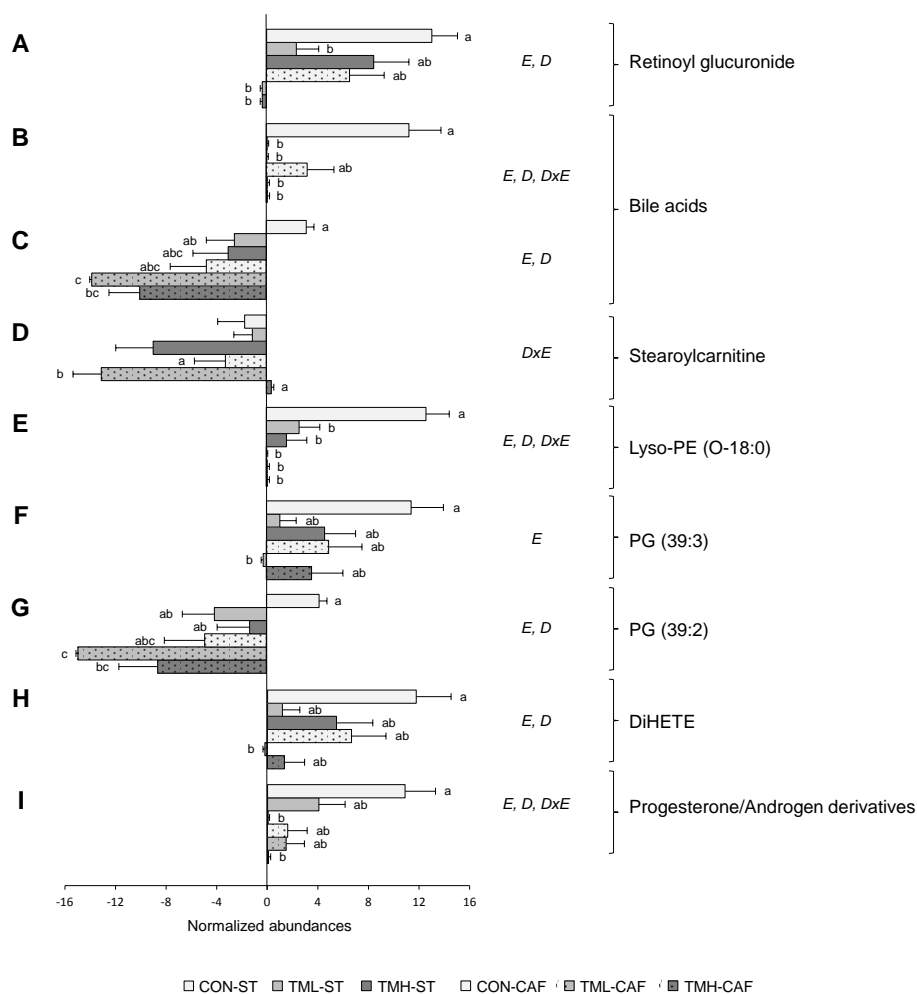 A
a
b
ab
ab
b
b
E, D
Retinoyl glucuronide
B
a
b
b
ab
b
b
E, D, DxE
Bile acids
C
a
ab
abc
abc
c
bc
E, D
D
a
b
a
DxE
Stearoylcarnitine
E
a
b
b
b
b
b
E, D, DxE
Lyso-PE (O-18:0)
F
a
ab
ab
ab
b
ab
E
PG (39:3)
G
a
ab
ab
abc
c
bc
E, D
PG (39:2)
H
a
ab
ab
ab
b
ab
E, D
DiHETE
I
a
ab
b
ab
ab
b
E, D, DxE
Progesterone/Androgen derivatives
-16 -12 -8 -4 0 4 8 12 16
Normalized abundances
CON-ST TML-ST TMH-ST CON-CAF TML-CAF TMH-CAF